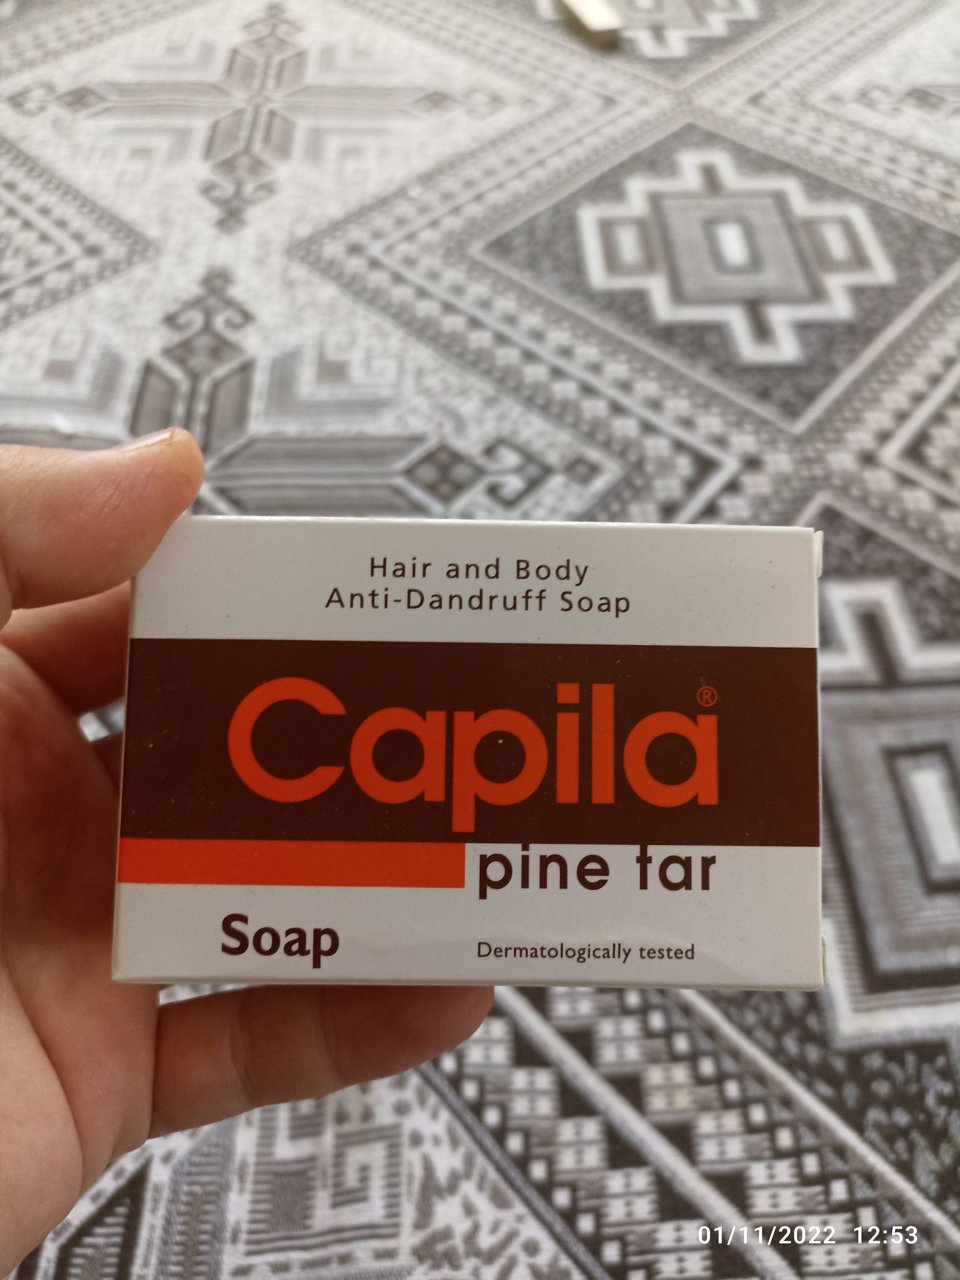 Hair and Body
Anti-Dandruff Soap
Capila®
pine tar
Soap
Dermatologically tested
01/11/2022 12:53